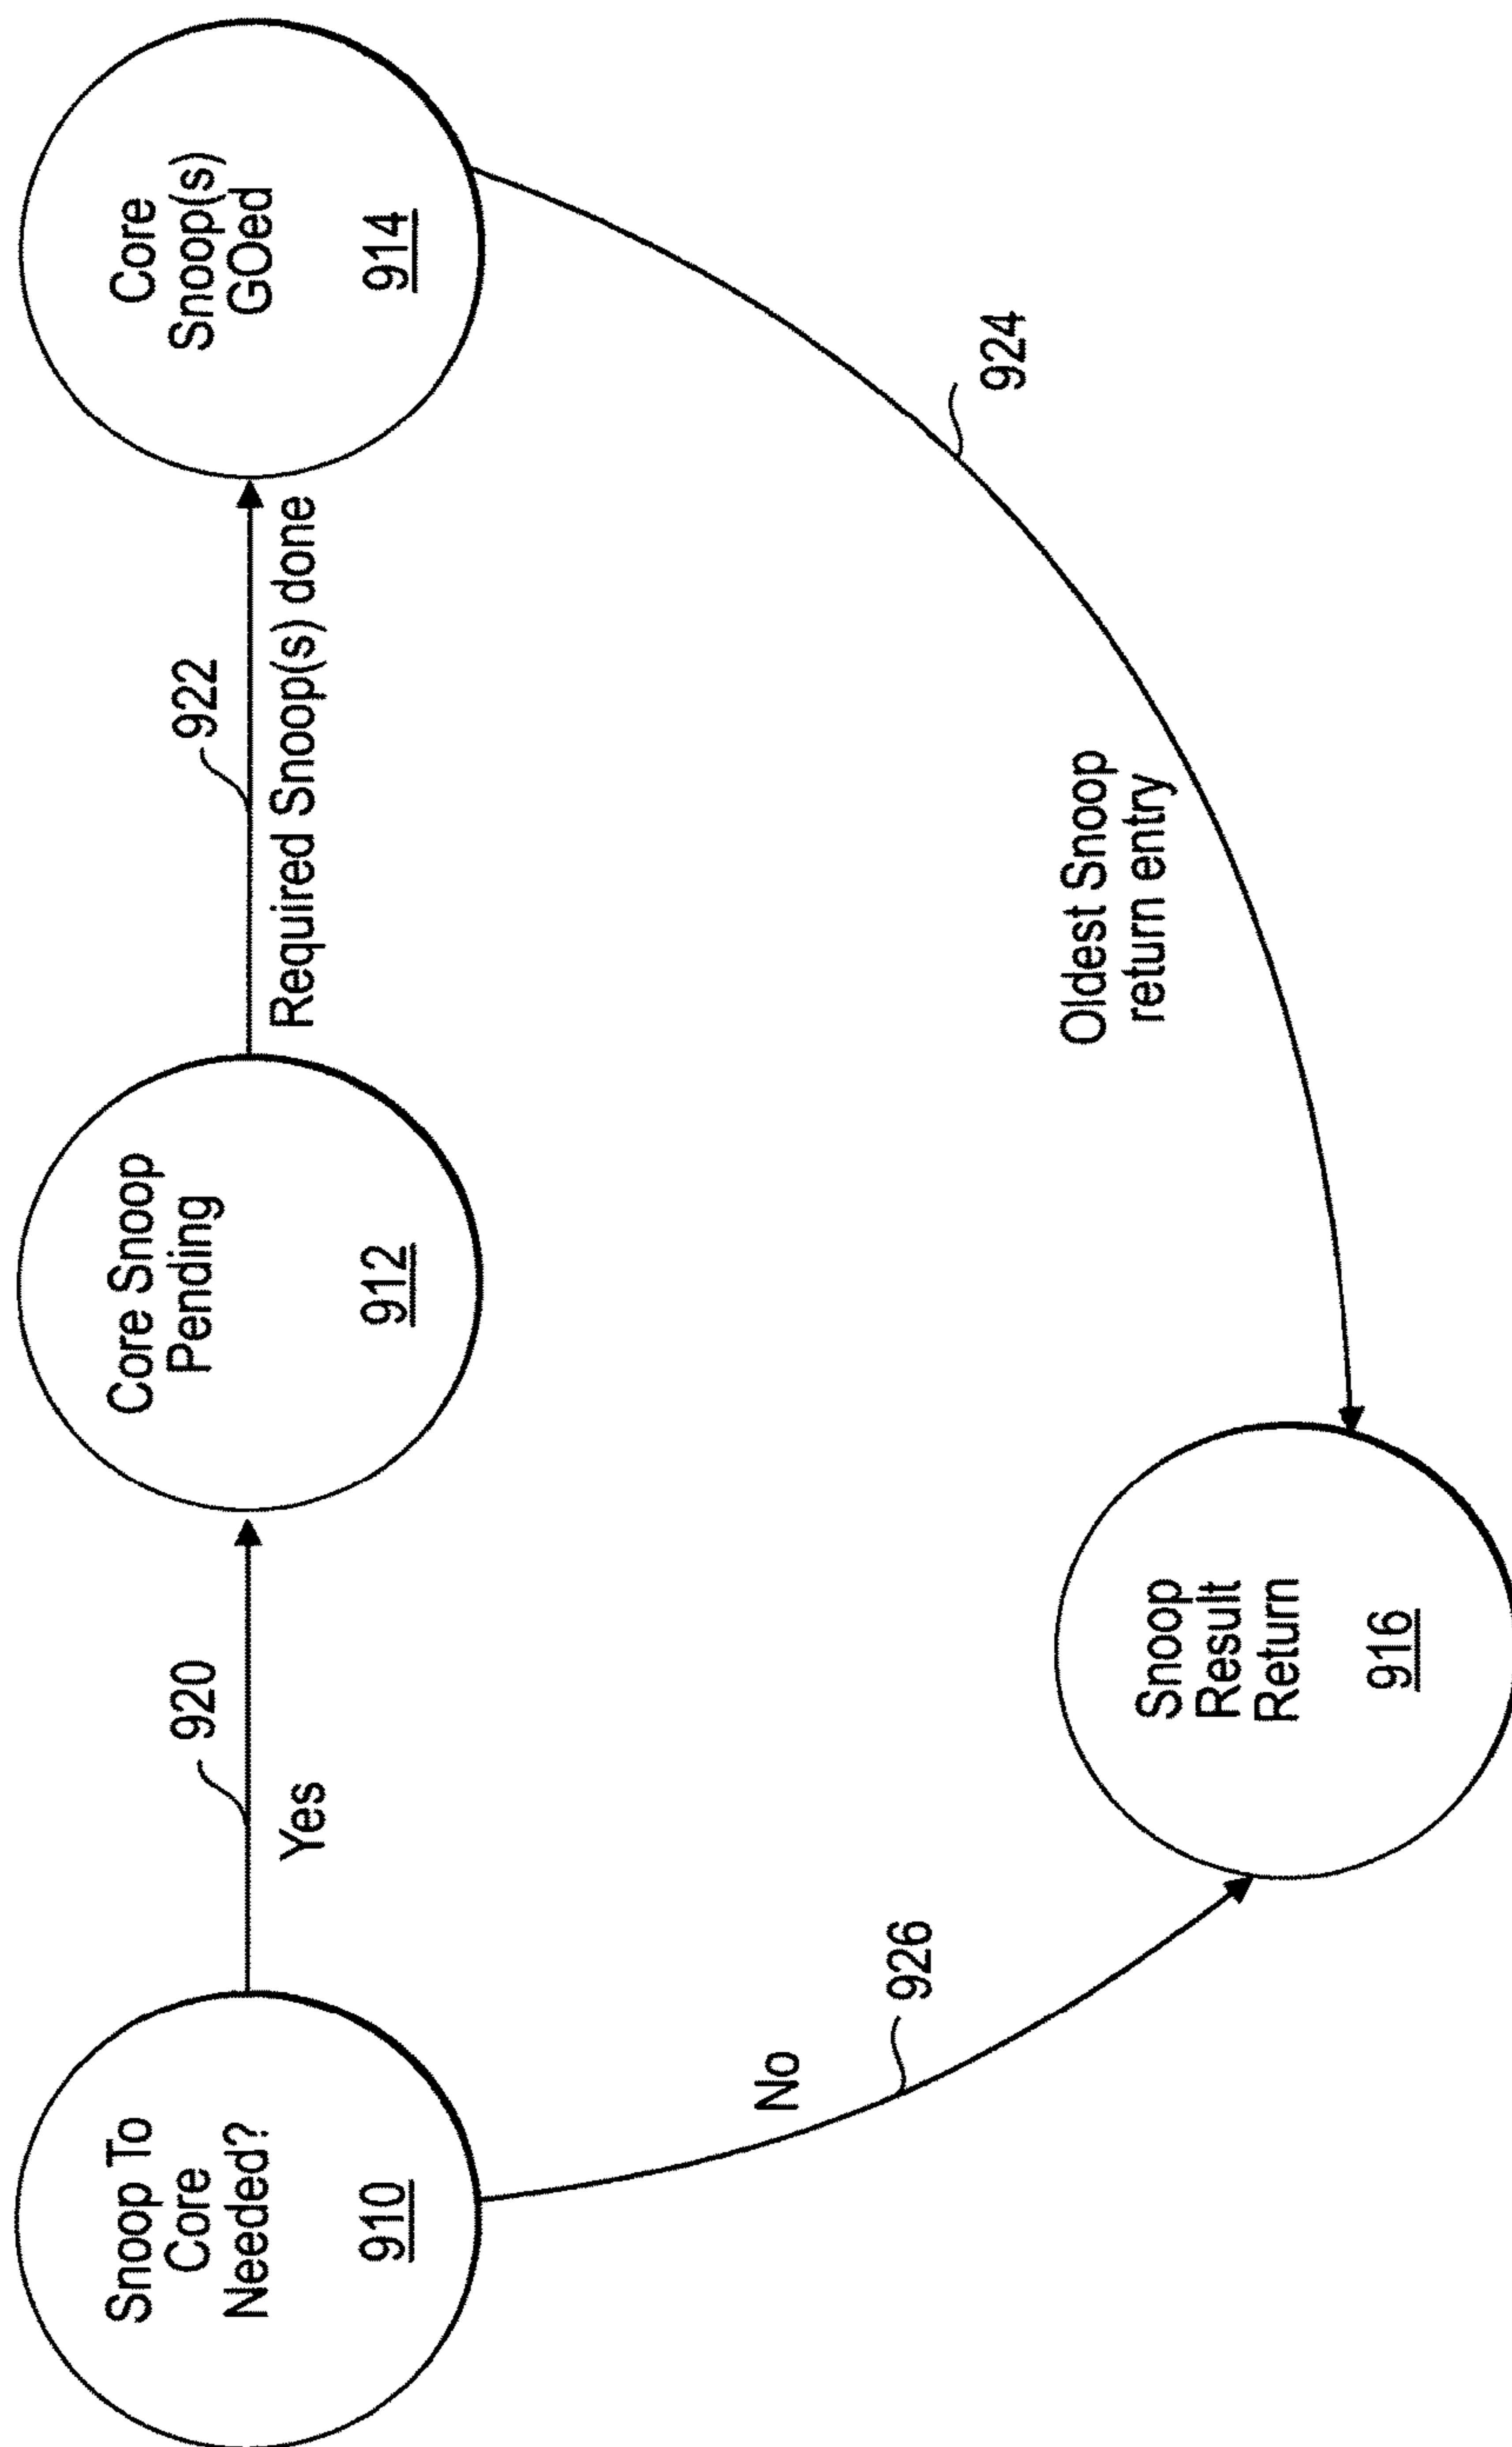 Snoop To
Core
Needed?
910
920
Yes
Core Snoop
Pending
912
922
Required Snoop(s) done
Core
Snoop(s)
GOed
914
No
926
Snoop
Result
Return
916
Oldest Snoop
return entry
924